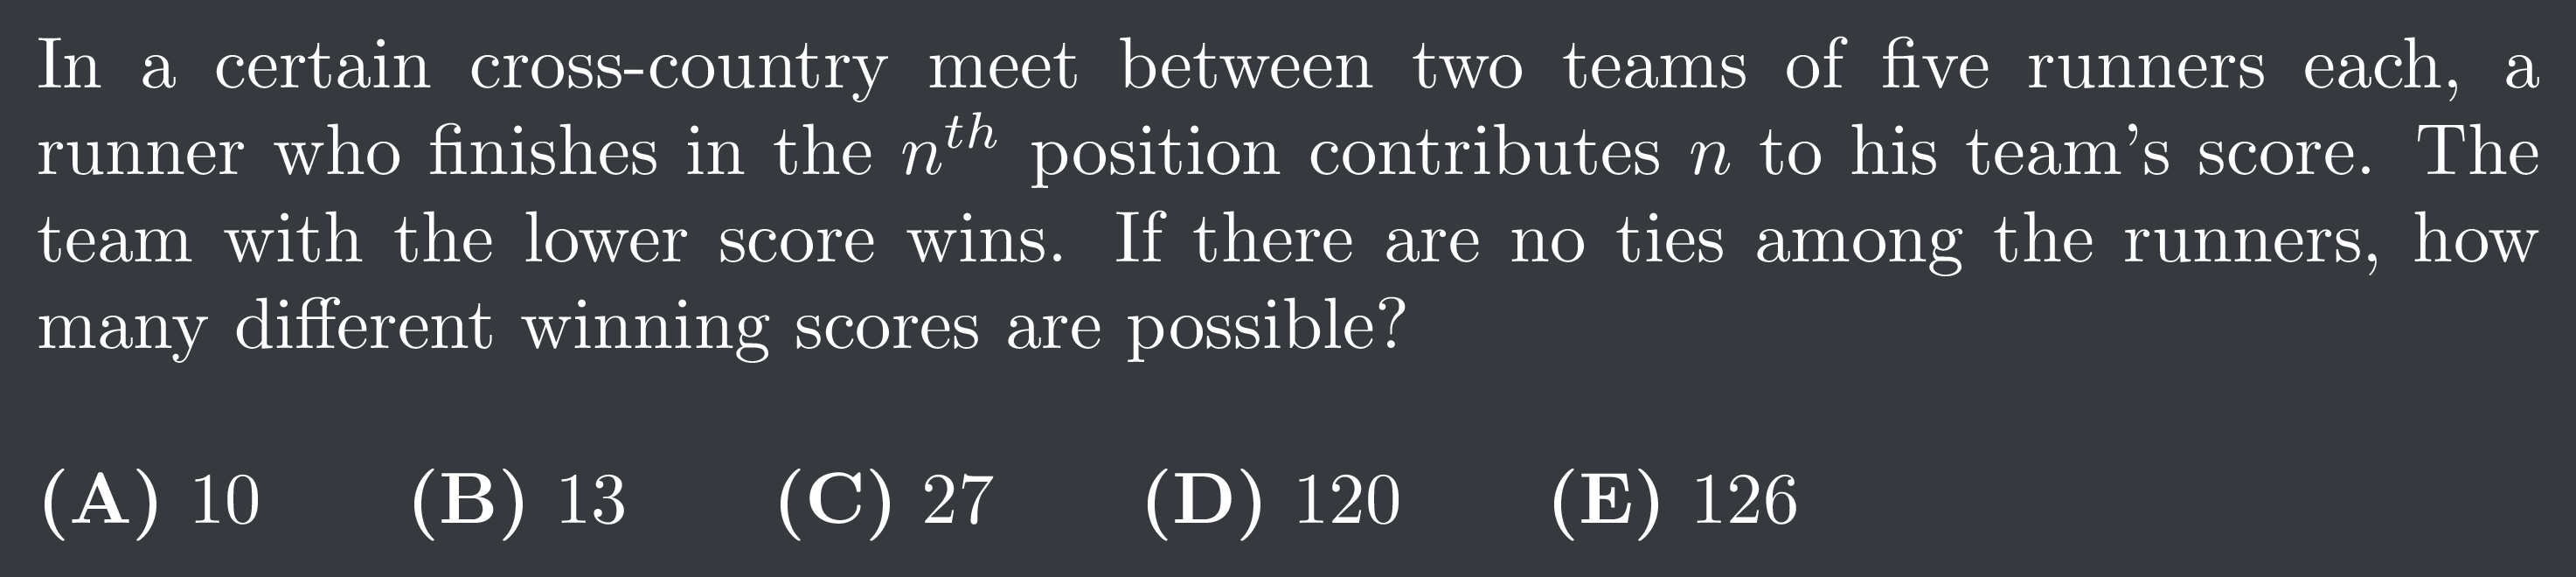 In a certain cross-country meet between two teams of five runners each, a
runner who finishes in the $n^{th}$ position contributes $n$ to his team's score. The
team with the lower score wins. If there are no ties among the runners, how
many different winning scores are possible?
(A) 10 (B) 13 (C) 27 (D) 120 (E) 126